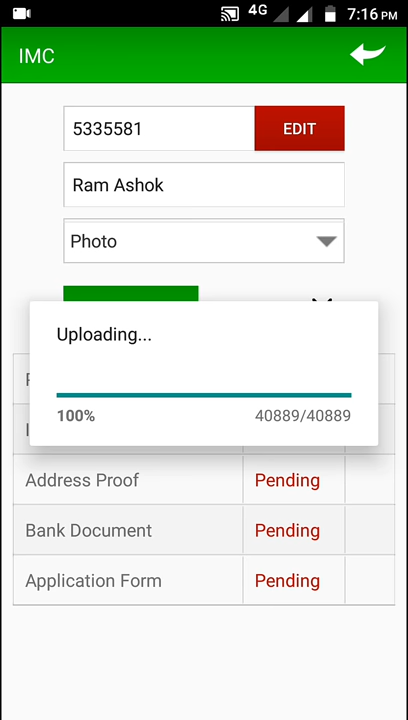 4G 7:16 PM
IMC
5335581 EDIT
Ram Ashok
Photo
Uploading...
100% 40889/40889
Address Proof Pending
Bank Document Pending
Application Form Pending